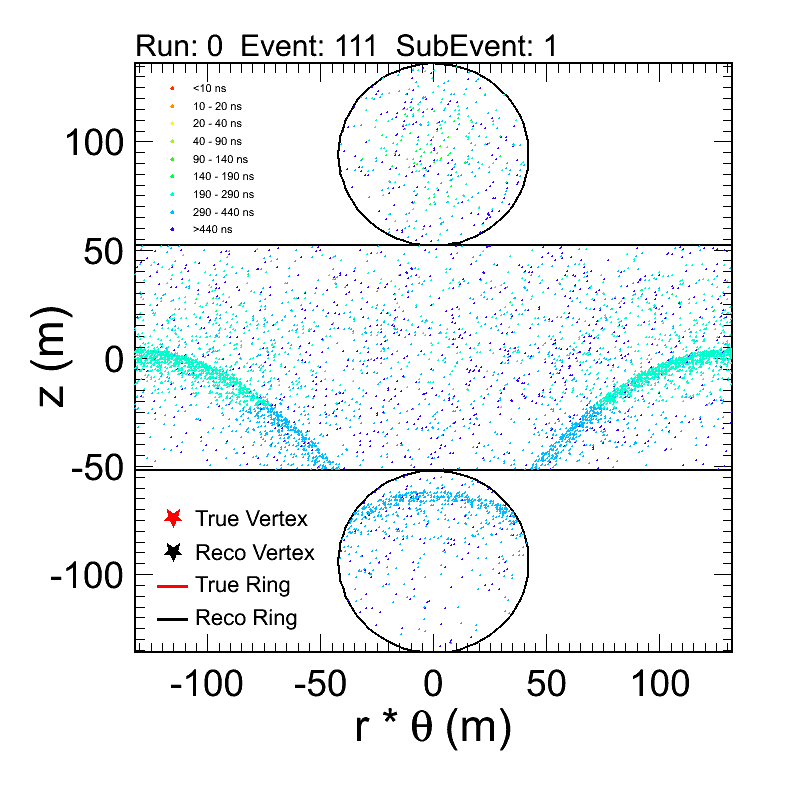 Run: 0  Event: 111  SubEvent: 1
<10 ns
10 - 20 ns
20 - 40 ns
40 - 90 ns
90 - 140 ns
140 - 190 ns
190 - 290 ns
290 - 440 ns
>440 ns
100
50
0
-50
-100
z (m)
True Vertex
Reco Vertex
True Ring
Reco Ring
-100 -50 0 50 100
r * θ (m)